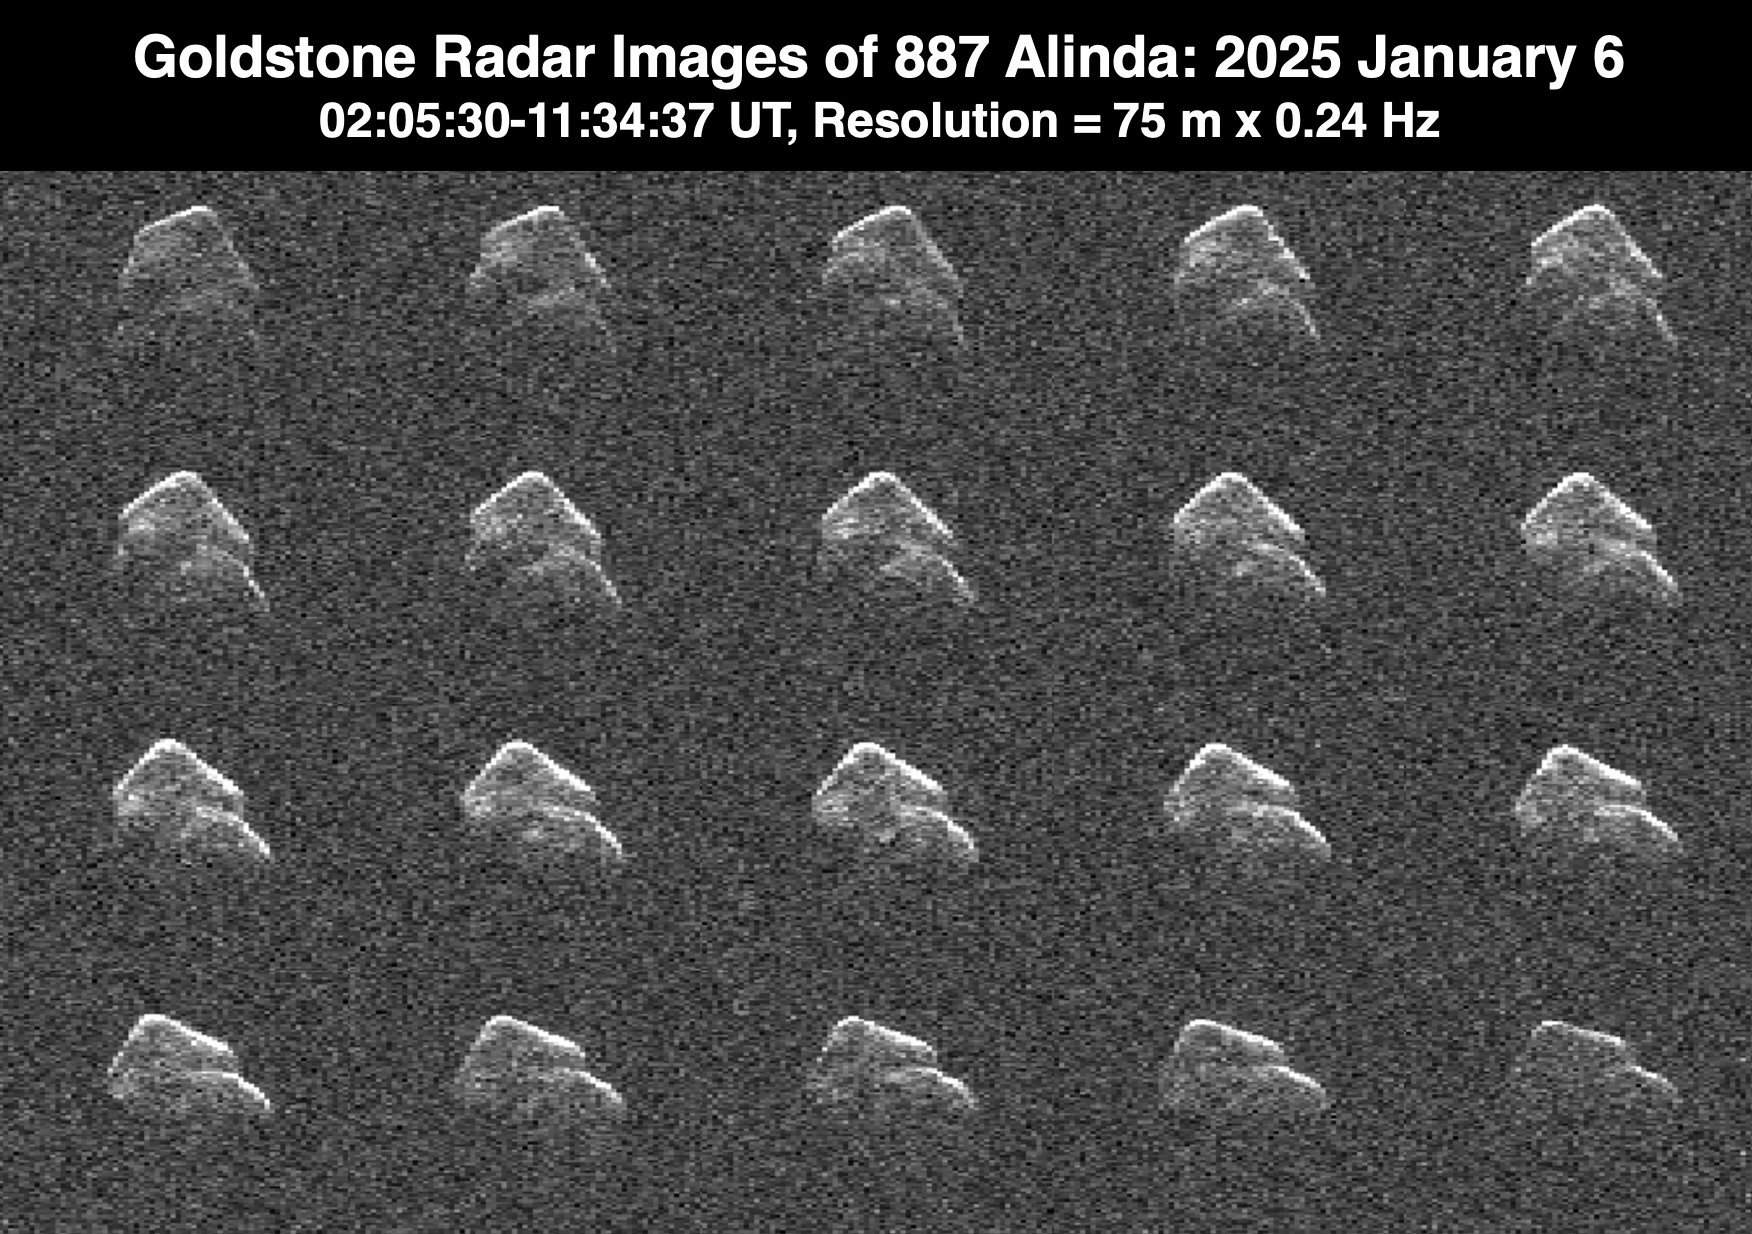 Goldstone Radar Images of 887 Alinda: 2025 January 6
02:05:30-11:34:37 UT, Resolution = 75 m x 0.24 Hz